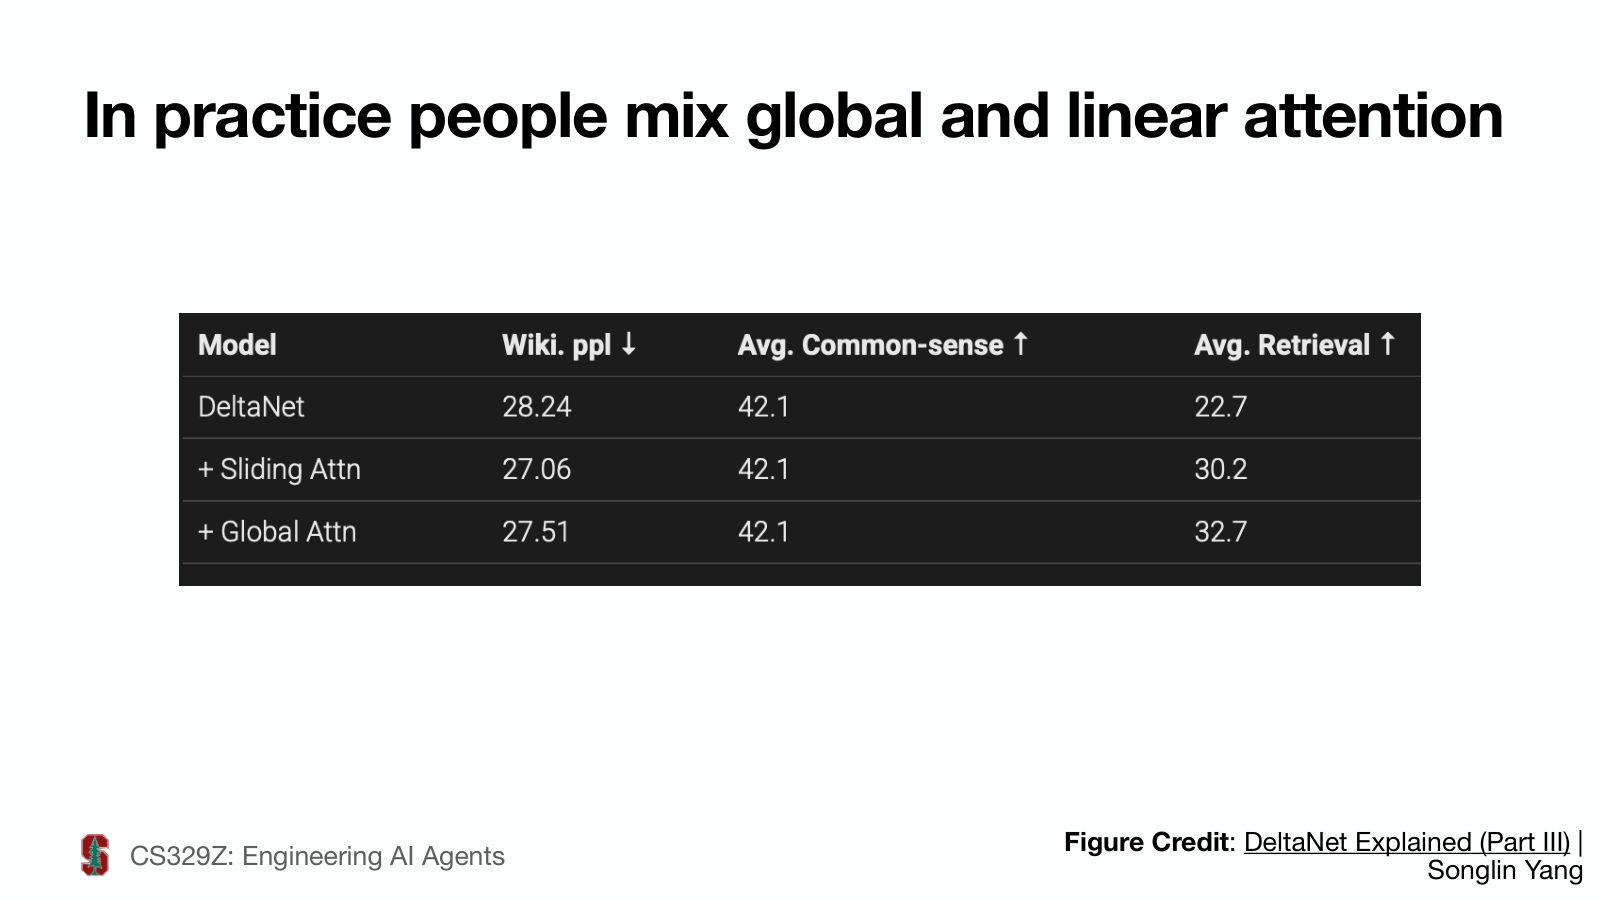 In practice people mix global and linear attention
Model Wiki. ppl ↓ Avg. Common-sense ↑ Avg. Retrieval ↑
DeltaNet 28.24 42.1 22.7
+ Sliding Attn 27.06 42.1 30.2
+ Global Attn 27.51 42.1 32.7
CS329Z: Engineering AI Agents
Figure Credit: DeltaNet Explained (Part III) |
Songlin Yang